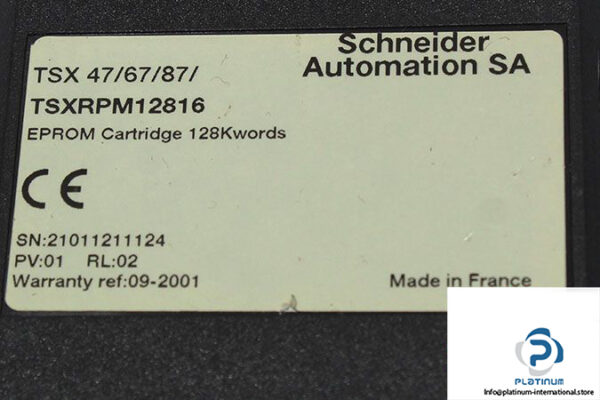 Schneider
Automation SA
TSX 47/67/87/
TSXRPM12816
EPROM Cartridge 128Kwords
CE
SN:21011211124
PV:01 RL:02
Warranty ref:09-2001
Made in France
PLATINUM
Info@platinum-international.store